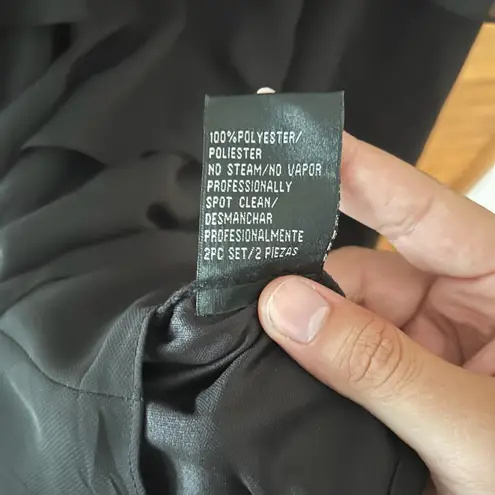 100%POLYESTER/
POLIESTER
NO STEAM/NO VAPOR
PROFESSIONALLY
SPOT CLEAN/
DESMANCHAR
PROFESIONALMENTE
2PC SET/2 PIEZAS